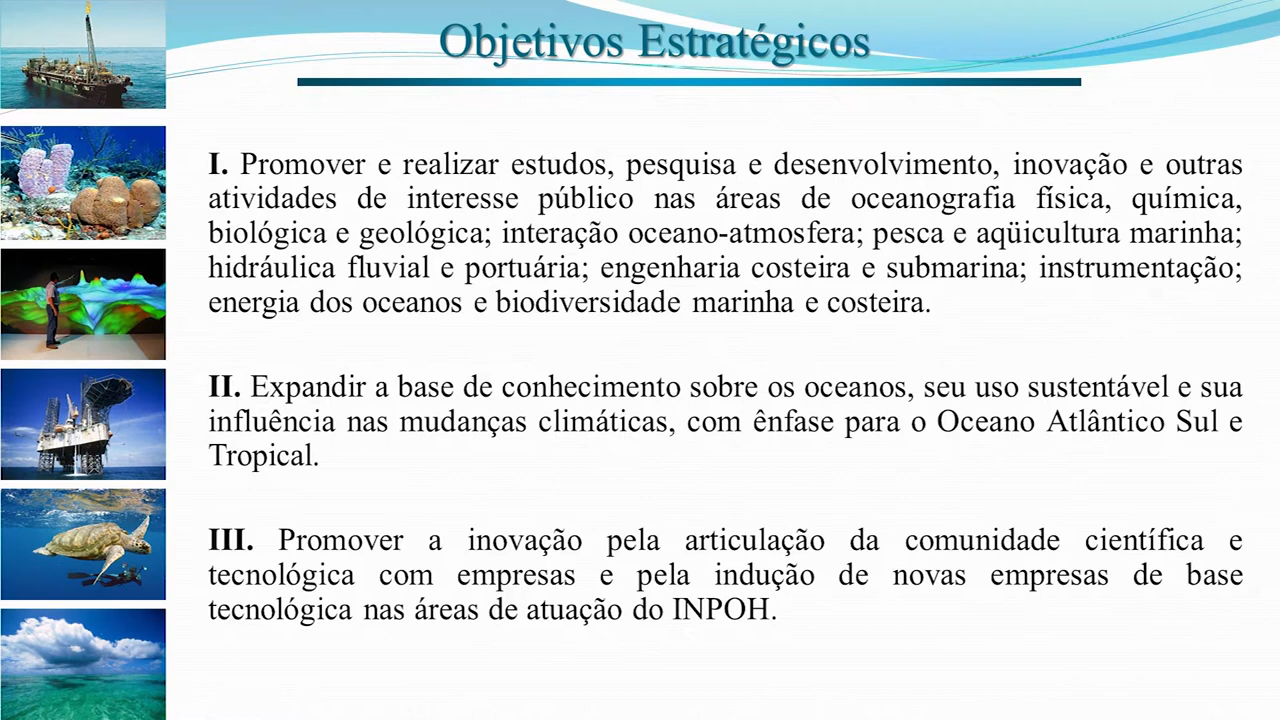 Objetivos Estratégicos
I. Promover e realizar estudos, pesquisa e desenvolvimento, inovação e outras
atividades de interesse público nas áreas de oceanografia física, química,
biológica e geológica; interação oceano-atmosfera; pesca e aqüicultura marinha;
hidráulica fluvial e portuária; engenharia costeira e submarina; instrumentação;
energia dos oceanos e biodiversidade marinha e costeira.
II. Expandir a base de conhecimento sobre os oceanos, seu uso sustentável e sua
influência nas mudanças climáticas, com ênfase para o Oceano Atlântico Sul e
Tropical.
III. Promover a inovação pela articulação da comunidade científica e
tecnológica com empresas e pela indução de novas empresas de base
tecnológica nas áreas de atuação do INPOH.